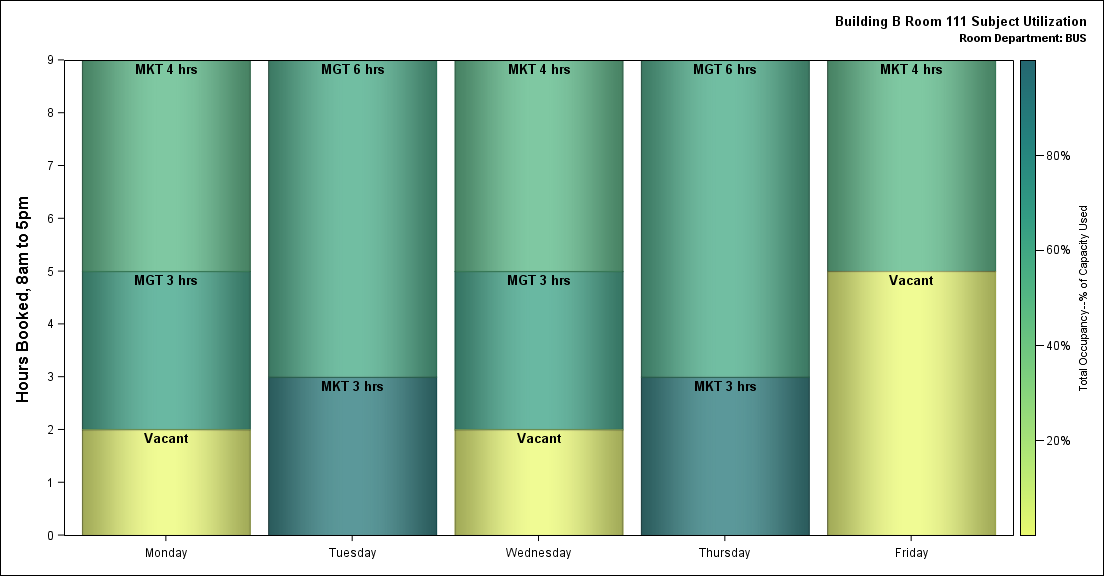 Building B Room 111 Subject Utilization
Room Department: BUS
Hours Booked, 8am to 5pm
9
8
7
6
5
4
3
2
1
0
MKT 4 hrs
MGT 3 hrs
Vacant
MGT 6 hrs
MKT 3 hrs
MKT 4 hrs
MGT 3 hrs
Vacant
MGT 6 hrs
MKT 3 hrs
MKT 4 hrs
Vacant
Monday
Tuesday
Wednesday
Thursday
Friday
80%
60%
40%
20%
Total Occupancy--% of Capacity Used